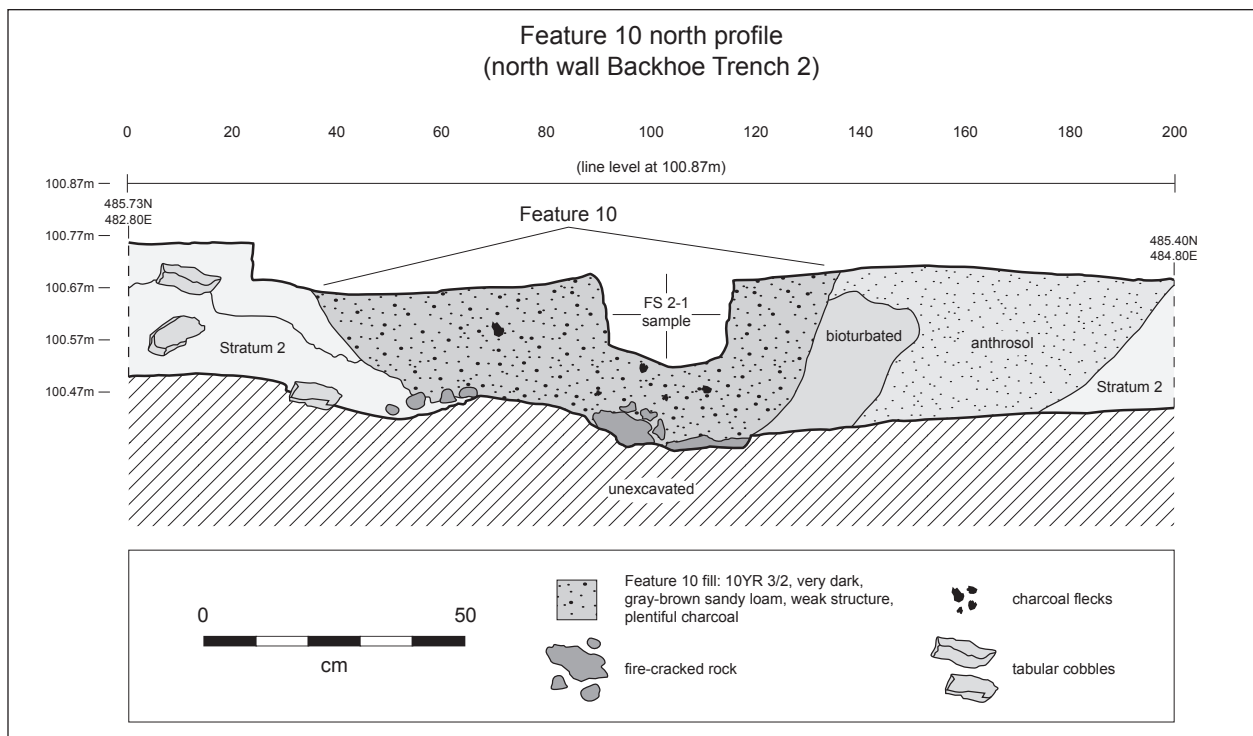 Feature 10 north profile
(north wall Backhoe Trench 2)
0 20 40 60 80 100 120 140 160 180 200
(line level at 100.87m)
100.87m
485.73N
482.80E
Feature 10
100.77m
485.40N
484.80E
100.67m
FS 2-1
sample
100.57m
Stratum 2
bioturbated
anthrosol
100.47m
Stratum 2
unexcavated
Feature 10 fill: 10YR 3/2, very dark,
gray-brown sandy loam, weak structure,
plentiful charcoal
charcoal flecks
0 50
cm
fire-cracked rock
tabular cobbles